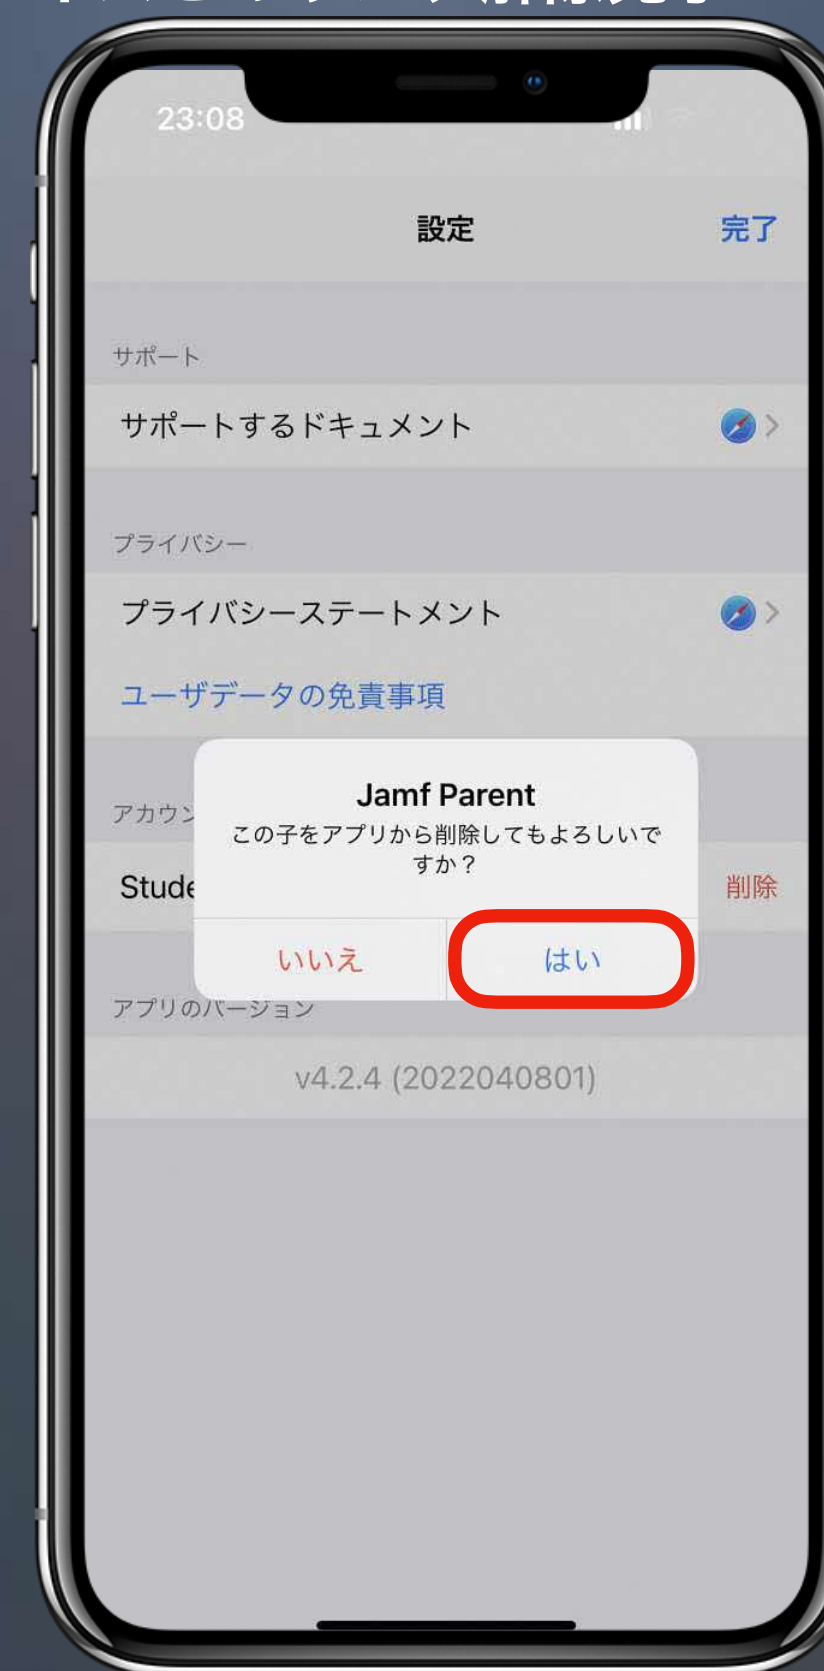 23:08
設定
完了
サポート
サポートするドキュメント
プライバシー
プライバシーステートメント
ユーザデータの免責事項
Jamf Parent
この子をアプリから削除してもよろしいで
すか？
削除
いいえ
はい
アプリのバージョン
v4.2.4 (2022040801)